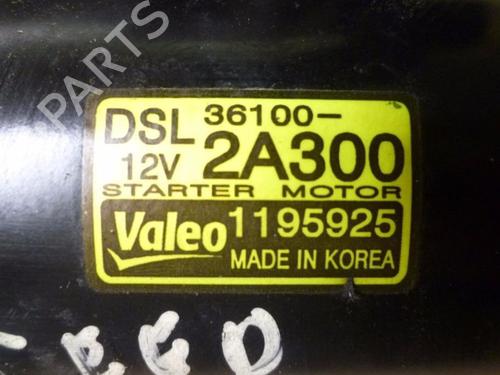 PARTS
DSL 36100-
12V 2A300
STARTER MOTOR
Valeo 1195925
MADE IN KOREA